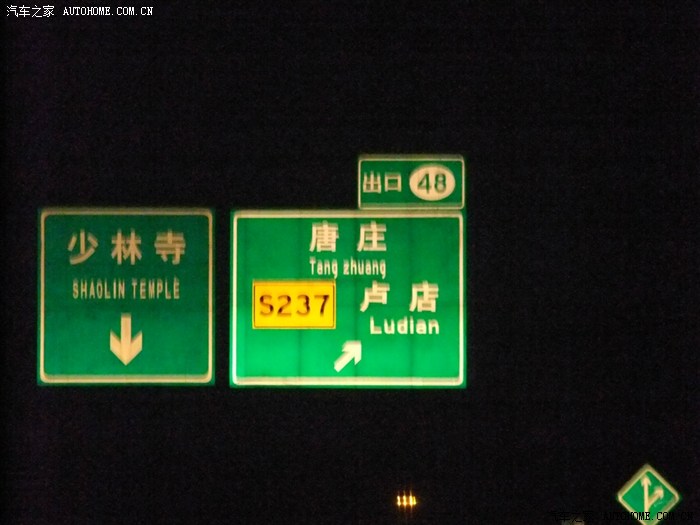 汽车之家 AUTOHOME.COM.CN
出口 48
少林寺
SHAOLIN TEMPLE
唐庄
Tang zhuang
S237 卢店
Ludian